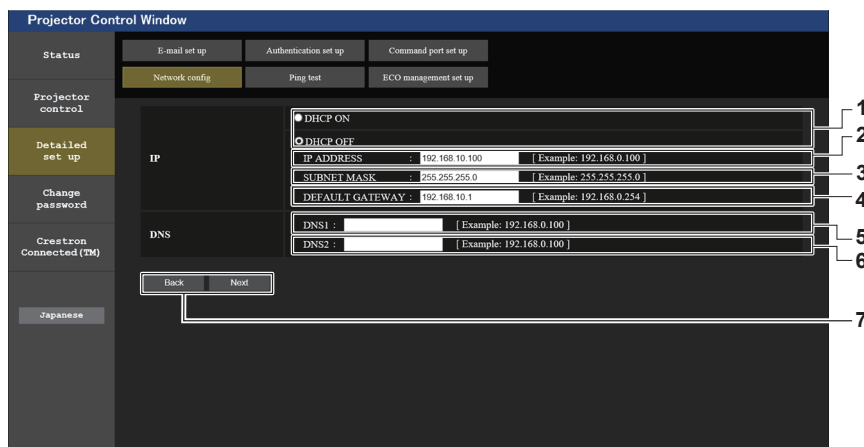 Projector Control Window
Status
E-mail set up
Authentication set up
Command port set up
Network config
Ping test
ECO management set up
Projector
control
Detailed
set up
Change
password
Crestron
Connected(TM)
Japanese
IP
DHCP ON
DHCP OFF
IP ADDRESS : 192.168.10.100 [ Example: 192.168.0.100 ]
SUBNET MASK : 255.255.255.0 [ Example: 255.255.255.0 ]
DEFAULT GATEWAY : 192.168.10.1 [ Example: 192.168.0.254 ]
DNS
DNS1 : [ Example: 192.168.0.100 ]
DNS2 : [ Example: 192.168.0.100 ]
Back Next
1
2
3
4
5
6
7